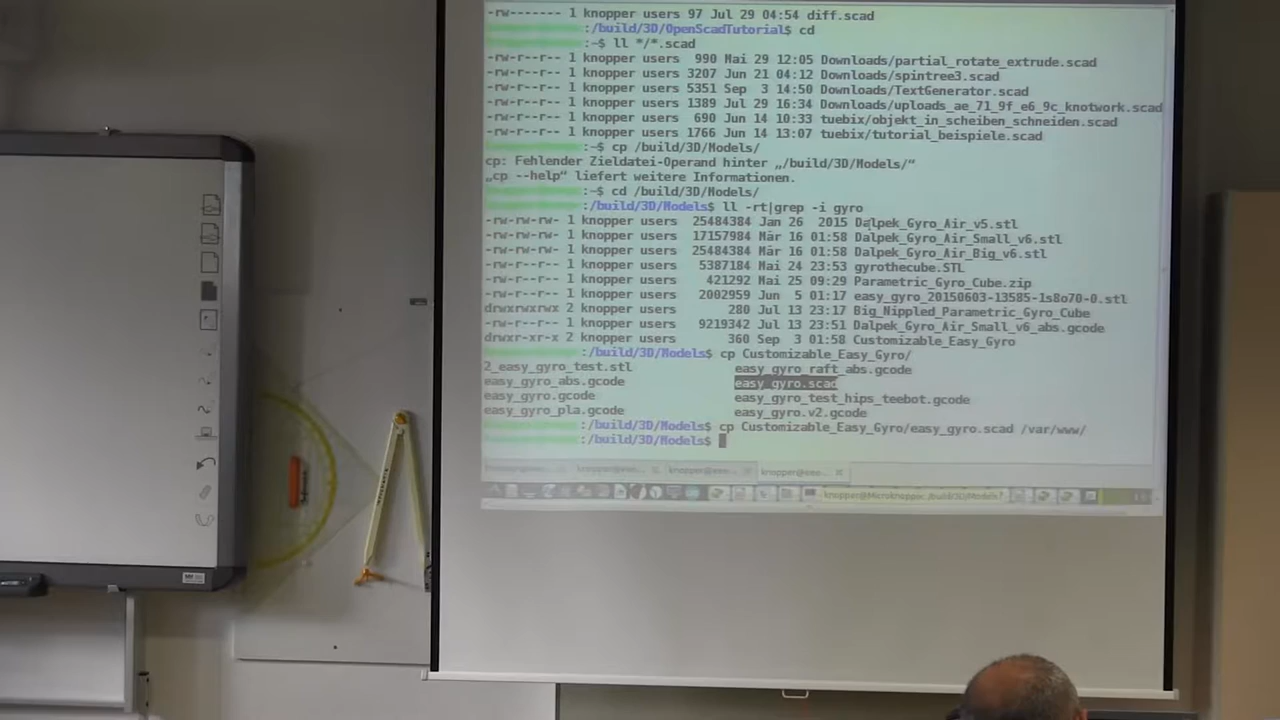 -rw------- 1 knopper users 97 Jul 29 04:54 diff.scad
:/build/3D/OpenScadTutorial$ cd
:~$ ll */*.scad
-rw-r--r-- 1 knopper users 990 Mai 29 12:05 Downloads/partial_rotate_extrude.scad
-rw-r--r-- 1 knopper users 3207 Jun 21 04:12 Downloads/spintree3.scad
-rw-r--r-- 1 knopper users 5351 Sep 3 14:50 Downloads/TextGenerator.scad
-rw-r--r-- 1 knopper users 1389 Jul 29 16:34 Downloads/uploads_ae_71_9f_e6_9c_knotwork.scad
-rw-r--r-- 1 knopper users 690 Jun 14 10:33 tuebix/objekt_in_scheiben_schneiden.scad
-rw-r--r-- 1 knopper users 1766 Jun 14 13:07 tuebix/tutorial_beispiele.scad
:~$ cp /build/3D/Models/
cp: Fehlender Zieldatei-Operand hinter „/build/3D/Models/“
„cp --help“ liefert weitere Informationen.
:~$ cd /build/3D/Models/
:/build/3D/Models$ ll -rt|grep -i gyro
-rw-rw-rw- 1 knopper users 25484384 Jan 26 2015 Dalpek_Gyro_Air_v5.stl
-rw-rw-rw- 1 knopper users 17157984 Mär 16 01:58 Dalpek_Gyro_Air_Small_v6.stl
-rw-rw-rw- 1 knopper users 25484384 Mär 16 01:58 Dalpek_Gyro_Air_Big_v6.stl
-rw-r--r-- 1 knopper users 5387184 Mai 24 23:53 gyrothecube.STL
-rw-r--r-- 1 knopper users 421292 Mai 25 09:29 Parametric_Gyro_Cube.zip
-rw-r--r-- 1 knopper users 2002959 Jun 5 01:17 easy_gyro_20150603-13585-1s8o70-0.stl
drwxrwxrwx 2 knopper users 280 Jul 13 23:17 Big_Nippled_Parametric_Gyro_Cube
-rw-r--r-- 1 knopper users 9219342 Jul 13 23:51 Dalpek_Gyro_Air_Small_v6_abs.gcode
drwxr-xr-x 2 knopper users 360 Sep 3 01:58 Customizable_Easy_Gyro
:/build/3D/Models$ cp Customizable_Easy_Gyro/
2_easy_gyro_test.stl easy_gyro_raft_abs.gcode
easy_gyro_abs.gcode easy_gyro.scad
easy_gyro.gcode easy_gyro_test_hips_teebot.gcode
easy_gyro_pla.gcode easy_gyro.v2.gcode
:/build/3D/Models$ cp Customizable_Easy_Gyro/easy_gyro.scad /var/www/
:/build/3D/Models$
knopper@eee... knopper@eee... knopper@eee...
knopper@Microknopper: /build/3D/Models